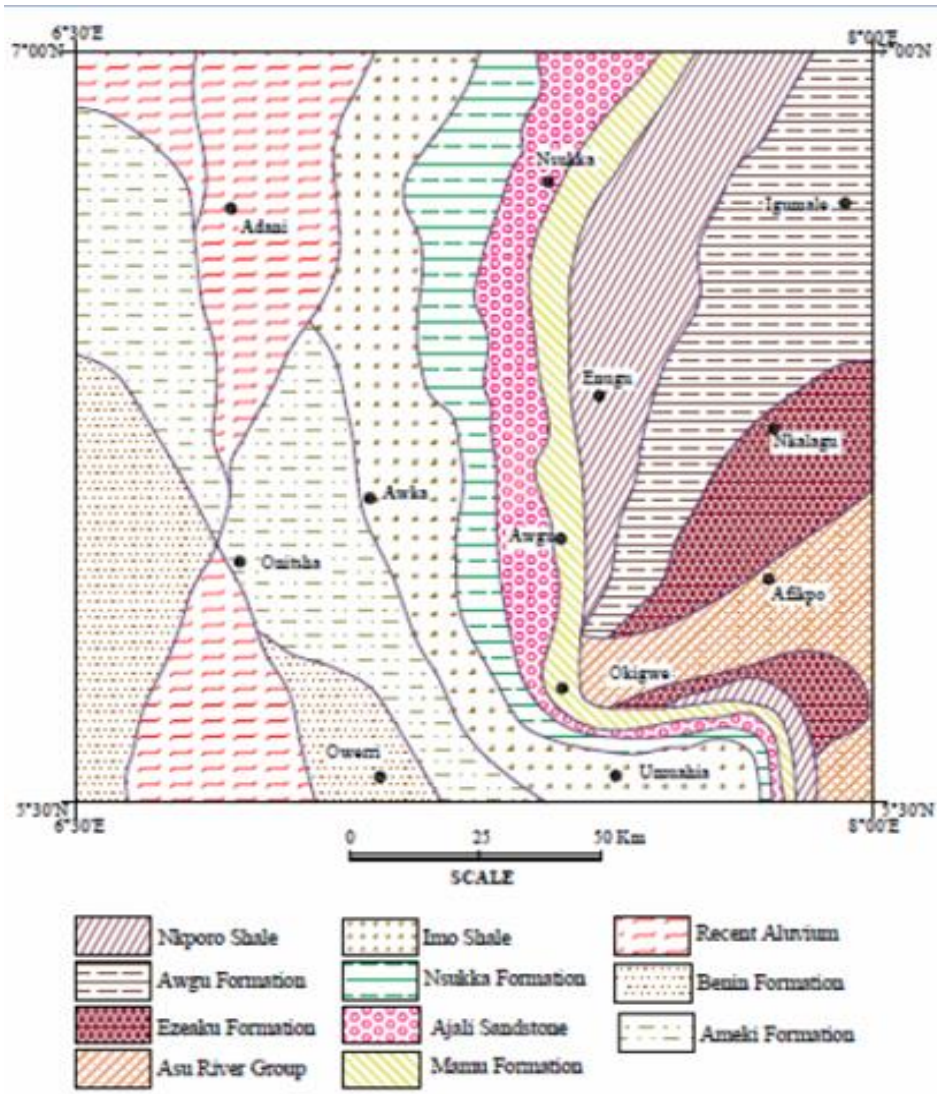 6°30'E 8°00'E
7°00'N 7°00'N
Nsukka
Igumale
Adani
Enugu
Nkalagu
Awka
Awgu
Onitsha
Afikpo
Okigwe
Owerri
Umuahia
5°30'N 5°30'N
6°30'E 8°00'E
0 25 50 Km
SCALE
Nkporo Shale Imo Shale Recent Aluvium
Awgu Formation Nsukka Formation Benin Formation
Ezeaku Formation Ajali Sandstone Ameki Formation
Asu River Group Mamu Formation